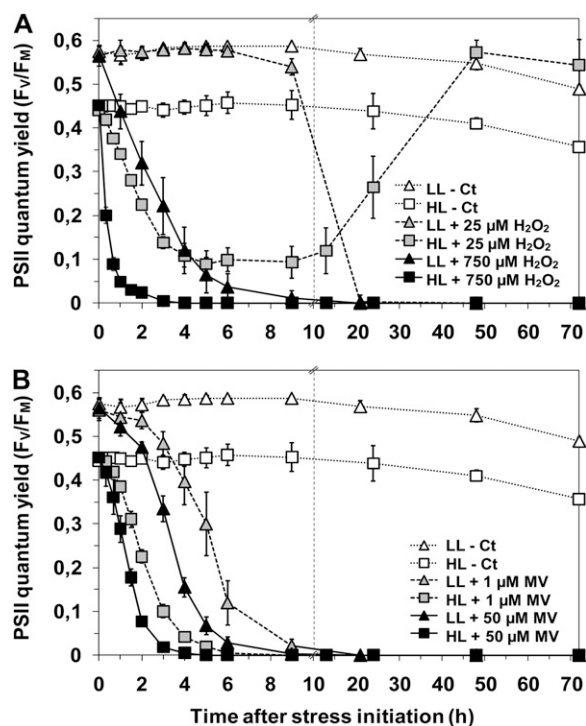 A
PSII quantum yield (FV/FM)
0,6
0,5
0,4
0,3
0,2
0,1
0
LL - Ct
HL - Ct
LL + 25 µM H2O2
HL + 25 µM H2O2
LL + 750 µM H2O2
HL + 750 µM H2O2
0 2 4 6 8 10 20 30 40 50 60 70
B
PSII quantum yield (FV/FM)
0,6
0,5
0,4
0,3
0,2
0,1
0
LL - Ct
HL - Ct
LL + 1 µM MV
HL + 1 µM MV
LL + 50 µM MV
HL + 50 µM MV
0 2 4 6 8 10 20 30 40 50 60 70
Time after stress initiation (h)